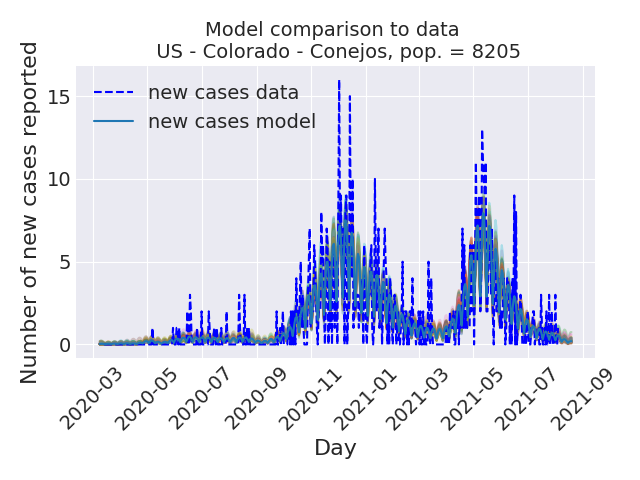 Model comparison to data
US - Colorado - Conejos, pop. = 8205
new cases data
new cases model
Number of new cases reported
15
10
5
0
2020-03
2020-05
2020-07
2020-09
2020-11
2021-01
2021-03
2021-05
2021-07
2021-09
Day